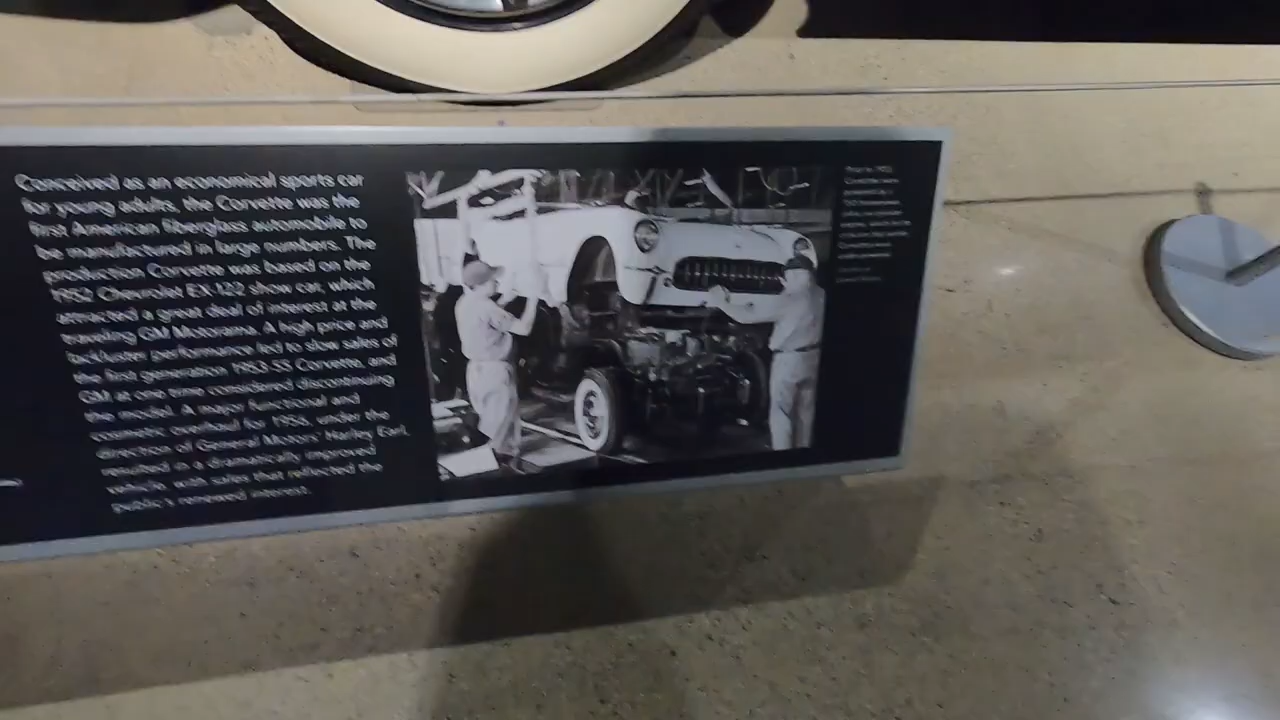 Conceived as an economical sports car
for young adults, the Corvette was the
first American fiberglass automobile to
be manufactured in large numbers. The
production Corvette was based on the
1952 Chevrolet EX-122 show car, which
attracted a great deal of interest at the
traveling GM Motorama. A high price and
lackluster performance led to slow sales of
the first generation 1953-55 Corvette, and
GM at one time considered discontinuing
the model. A major functional and
cosmetic overhaul for 1956, under the
direction of General Motors' Harley Earl,
resulted in a dramatically improved
vehicle, with sales that reflected the
public's renewed interest.